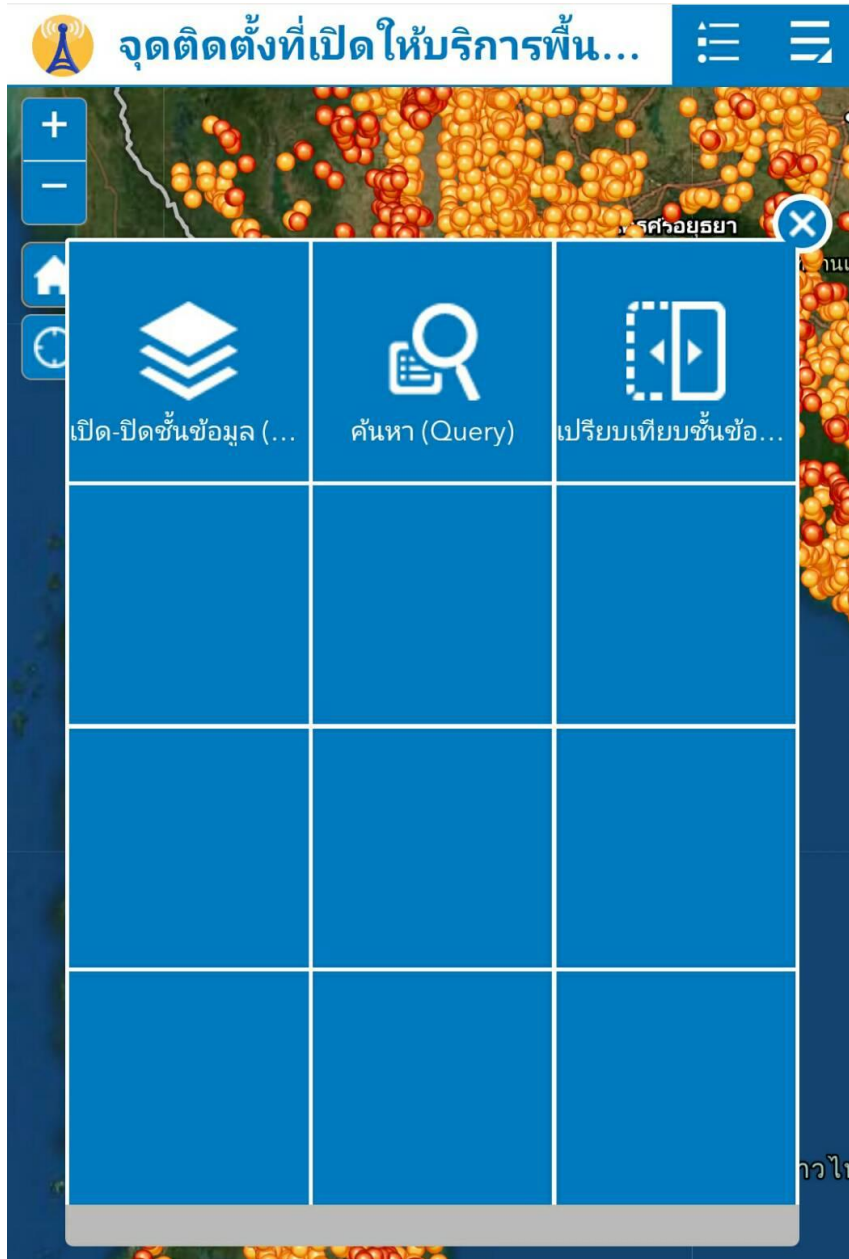 จุดติดตั้งที่เปิดให้บริการพื้น...
+
−
เปิด-ปิดชั้นข้อมูล (...
ค้นหา (Query)
เปรียบเทียบชั้นข้อ...